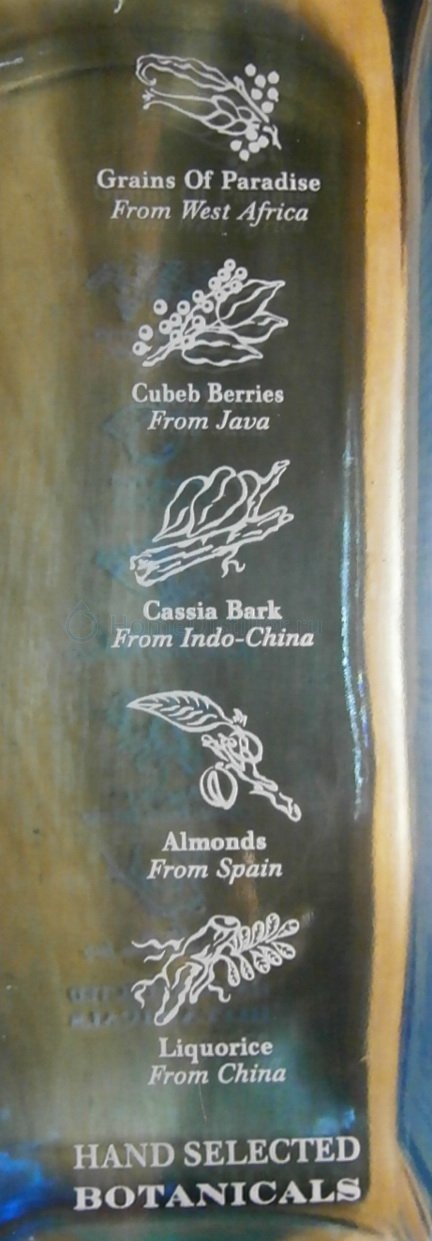 Grains Of Paradise
From West Africa
Cubeb Berries
From Java
Cassia Bark
From Indo-China
Almonds
From Spain
Liquorice
From China
HAND SELECTED
BOTANICALS